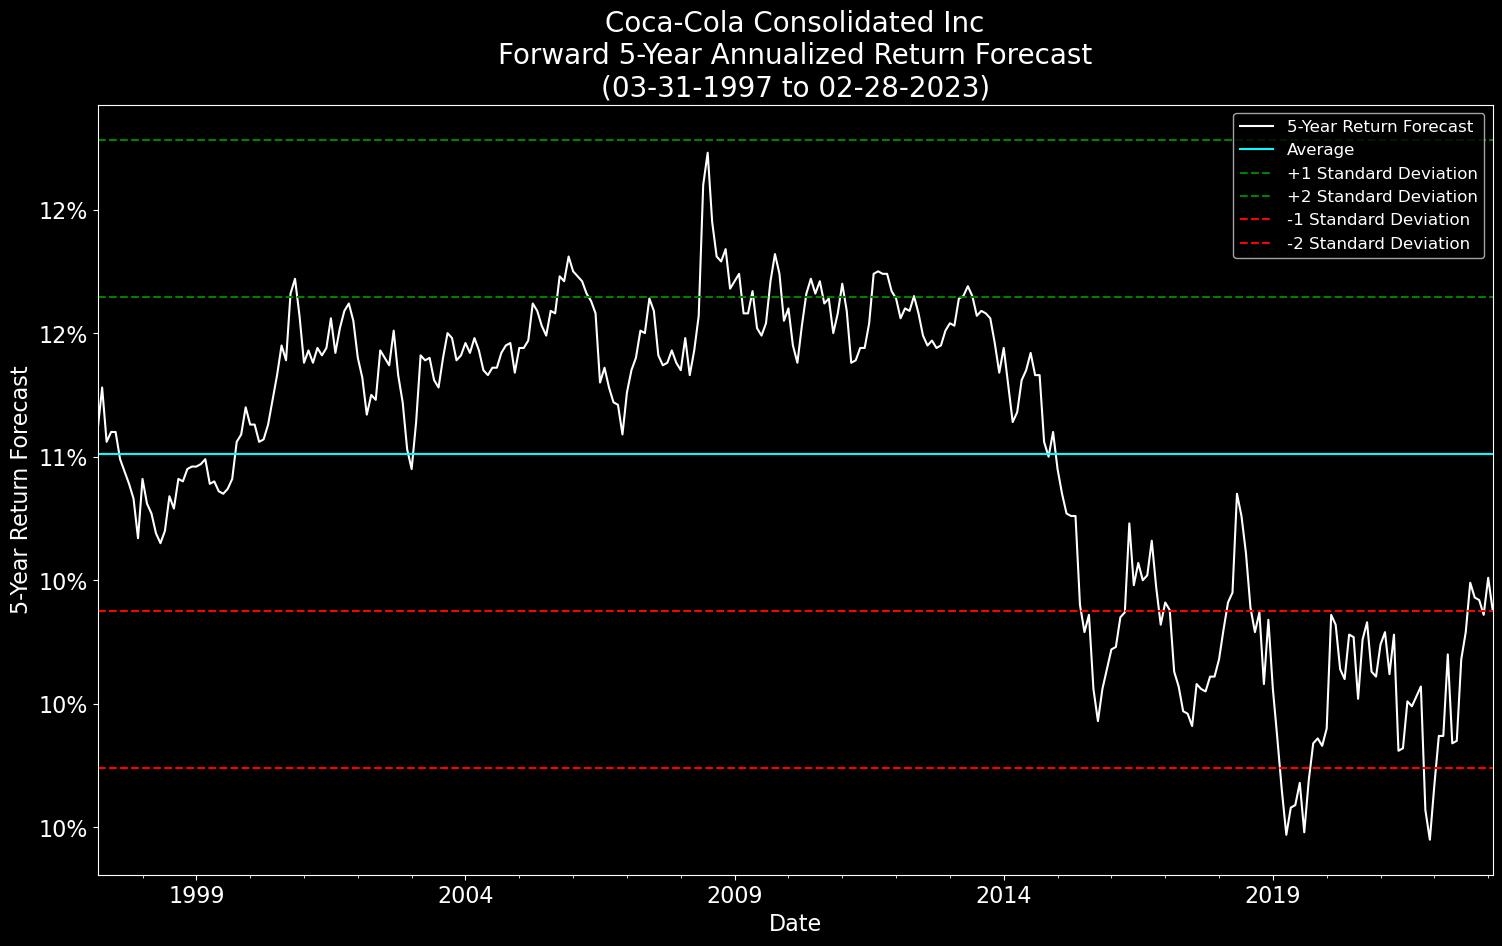 Coca-Cola Consolidated Inc
Forward 5-Year Annualized Return Forecast
(03-31-1997 to 02-28-2023)
5-Year Return Forecast
Average
+1 Standard Deviation
+2 Standard Deviation
-1 Standard Deviation
-2 Standard Deviation
5-Year Return Forecast
12%
12%
11%
10%
10%
10%
1999
2004
2009
2014
2019
Date